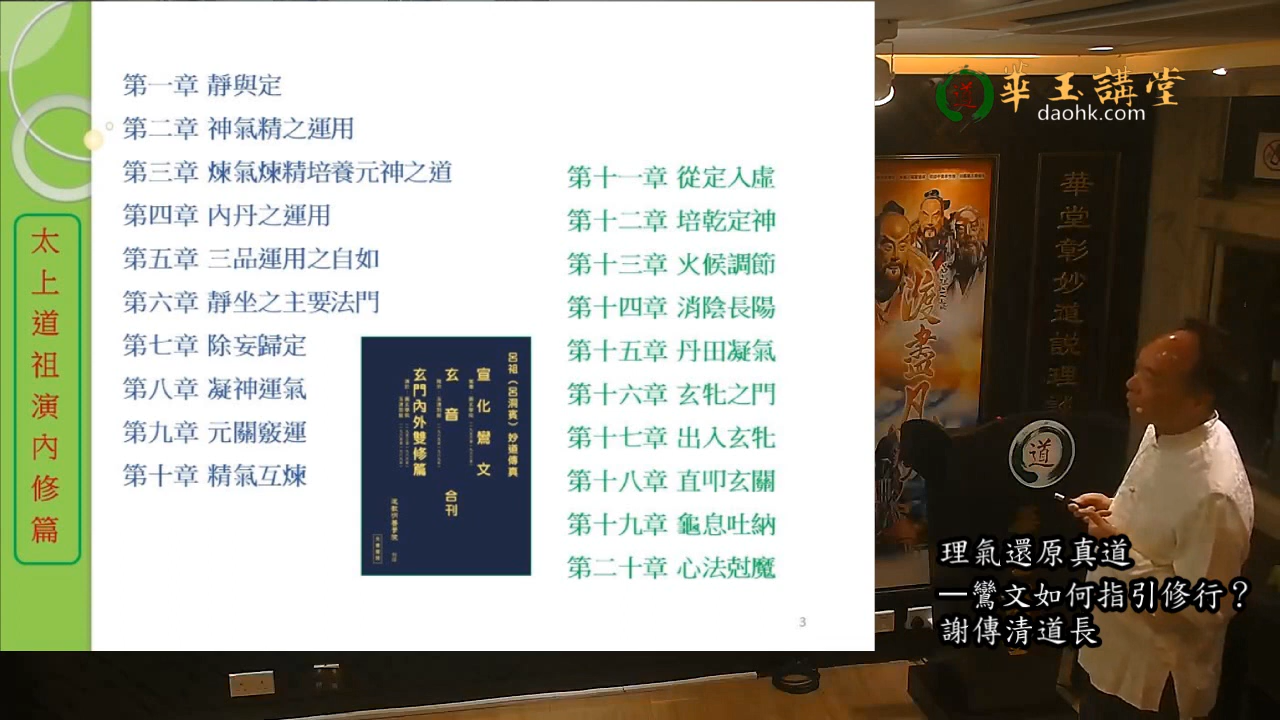 太上道祖演內修篇
第一章 靜與定
第二章 神氣精之運用
第三章 煉氣煉精培養元神之道
第四章 內丹之運用
第五章 三品運用之自如
第六章 靜坐之主要法門
第七章 除妄歸定
第八章 凝神運氣
第九章 元關竅運
第十章 精氣互煉
呂祖（呂洞賓）妙道傳真
宣化鸞文
玄音 合刊
玄門內外雙修篇
第十一章 從定入虛
第十二章 培乾定神
第十三章 火候調節
第十四章 消陰長陽
第十五章 丹田凝氣
第十六章 玄牝之門
第十七章 出入玄牝
第十八章 直叩玄關
第十九章 龜息吐納
第二十章 心法尅魔
3
道 華玉講堂
daohk.com
渡盡凡
華堂彰妙道説理談
道
理氣還原真道
—鸞文如何指引修行？
謝傳清道長